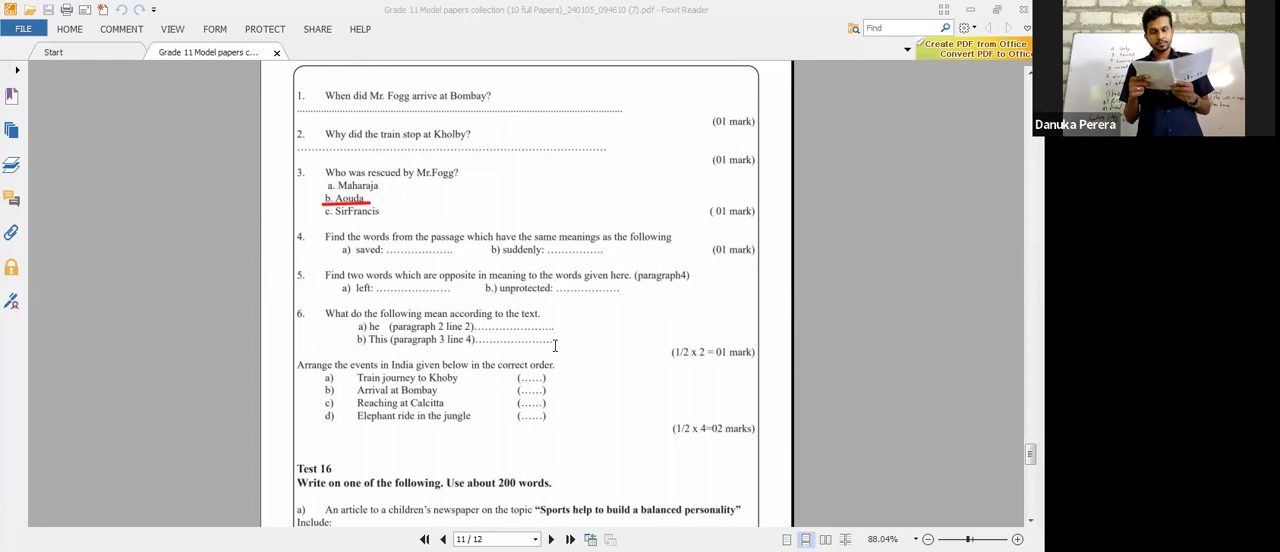 Grade 11 Model papers collection (10 full Papers)_240105_094610 (7).pdf - Foxit Reader
FILE HOME COMMENT VIEW FORM PROTECT SHARE HELP
Find
Start Grade 11 Model papers c...
Create PDF from Office
Convert PDF to Office
1. When did Mr. Fogg arrive at Bombay?
(01 mark)
2. Why did the train stop at Kholby?
(01 mark)
3. Who was rescued by Mr.Fogg?
a. Maharaja
b. Aouda
c. SirFrancis ( 01 mark)
4. Find the words from the passage which have the same meanings as the following
a) saved: ……………….. b) suddenly: …………… (01 mark)
5. Find two words which are opposite in meaning to the words given here. (paragraph4)
a) left: ………………… b.) unprotected: ………………
6. What do the following mean according to the text.
a) he (paragraph 2 line 2)…………………..
b) This (paragraph 3 line 4)…………………..
(1/2 x 2 = 01 mark)
Arrange the events in India given below in the correct order.
a) Train journey to Khoby (……)
b) Arrival at Bombay (……)
c) Reaching at Calcitta (……)
d) Elephant ride in the jungle (……)
(1/2 x 4=02 marks)
Test 16
Write on one of the following. Use about 200 words.
a) An article to a children's newspaper on the topic “Sports help to build a balanced personality”
Include:
11 / 12 88.04%
Danuka Perera